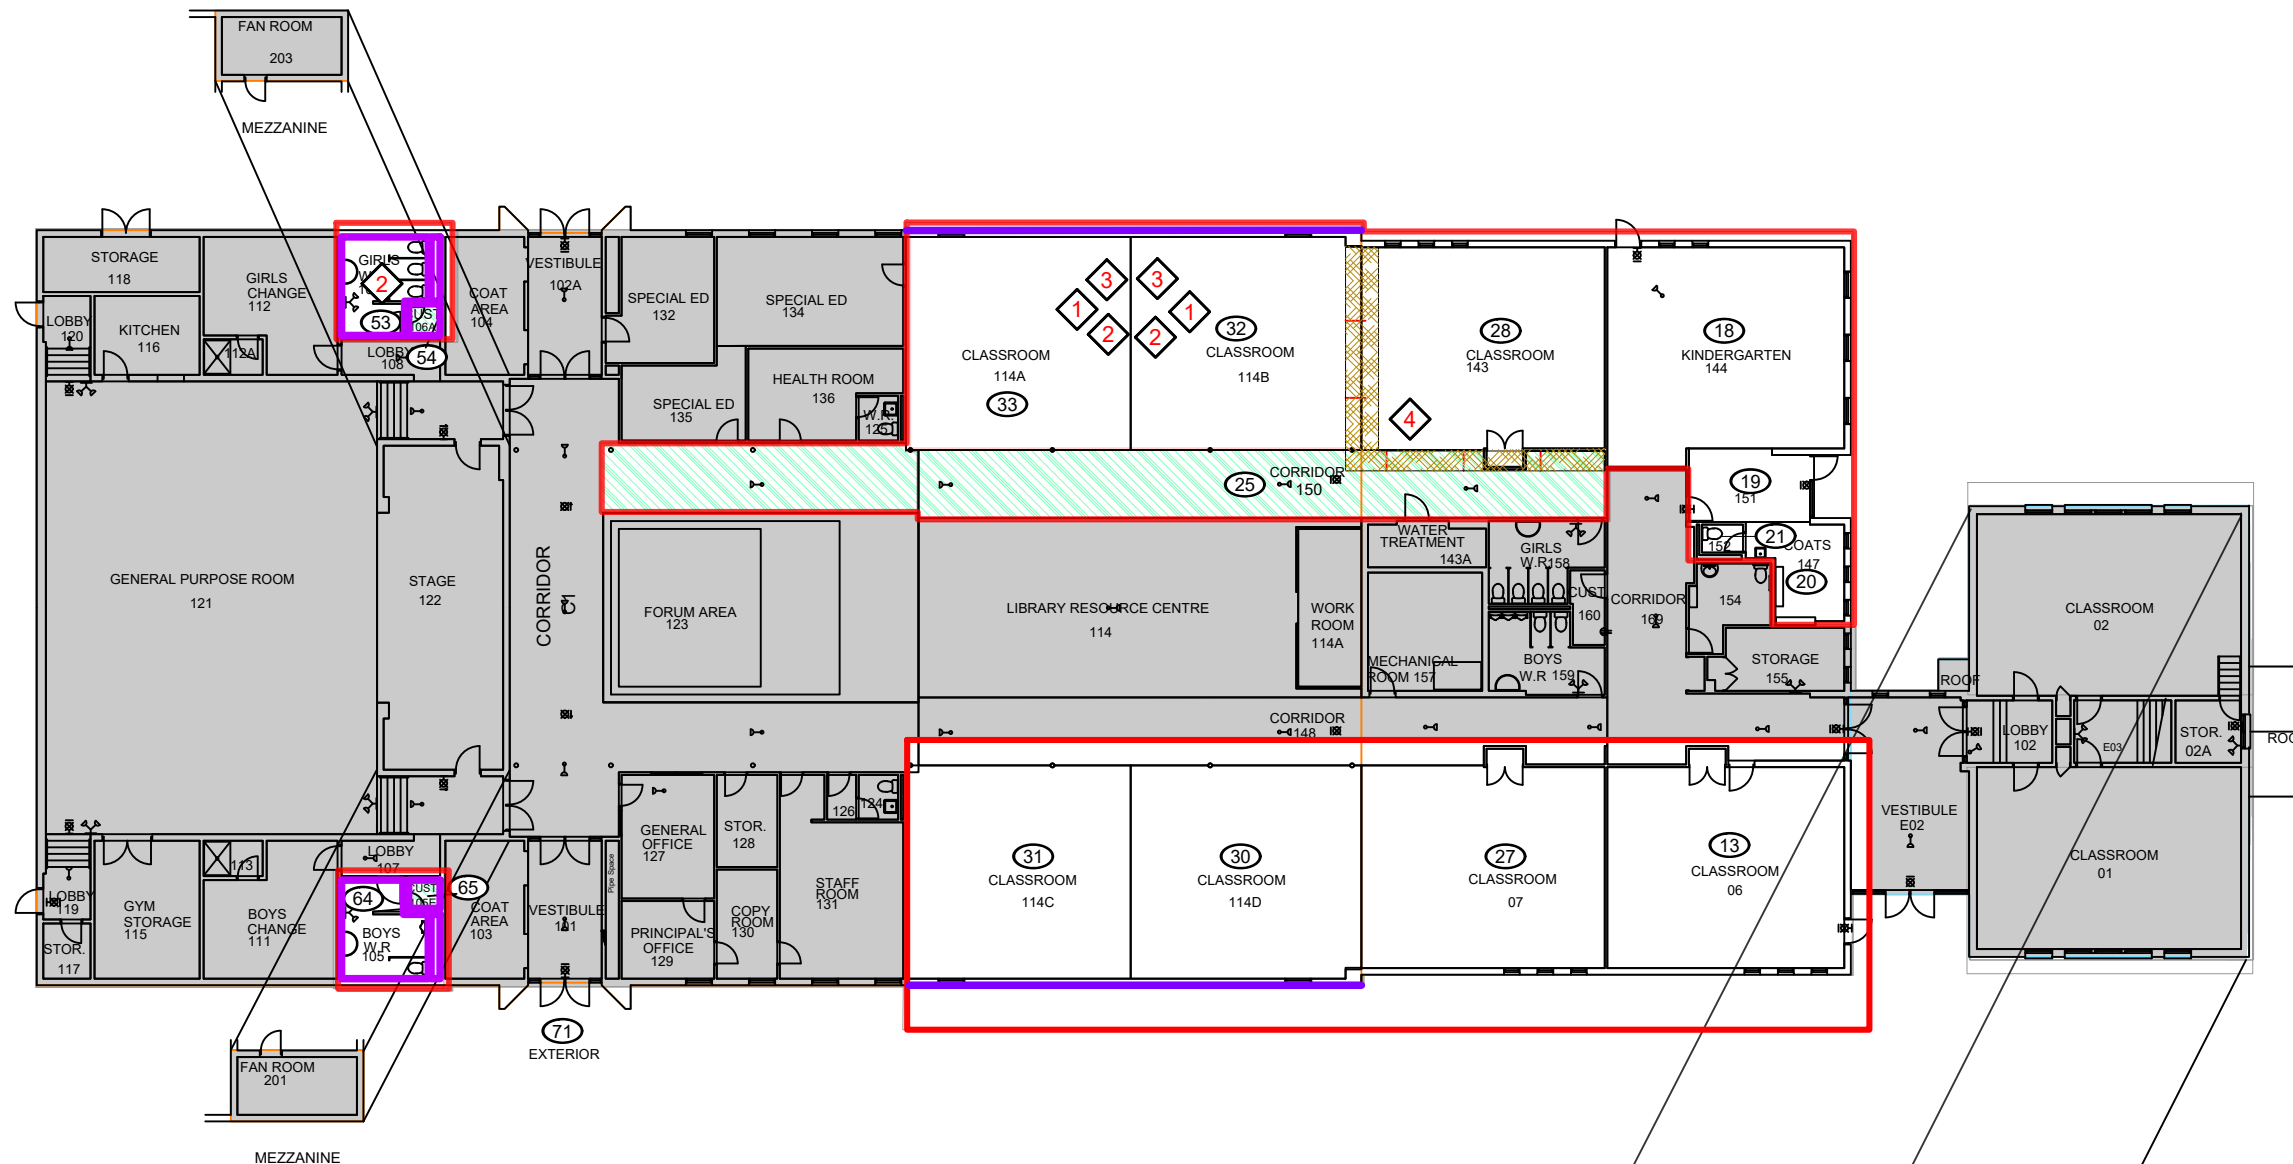 FAN ROOM
203
MEZZANINE
STORAGE
118
GIRLS
CHANGE
112
GIRLS
2
53
CUST
106A
COAT
AREA
104
VESTIBULE
102A
SPECIAL ED
132
SPECIAL ED
134
LOBBY
120
KITCHEN
116
112A
LOBBY
108
54
SPECIAL ED
135
HEALTH ROOM
136
W.R.
125
3
1
2
CLASSROOM
114A
33
3
1
2
32
CLASSROOM
114B
28
CLASSROOM
143
4
18
KINDERGARTEN
144
25
CORRIDOR
150
19
151
152
21
COATS
147
20
GENERAL PURPOSE ROOM
121
STAGE
122
CORRIDOR
C1
FORUM AREA
123
LIBRARY RESOURCE CENTRE
114
WORK
ROOM
114A
WATER
TREATMENT
143A
GIRLS
W.R158
CUST
160
MECHANICAL
ROOM 157
BOYS
W.R 159
CORRIDOR
169
154
STORAGE
155
CLASSROOM
02
ROOF
LOBBY
102
E03
STOR.
02A
CORRIDOR
148
VESTIBULE
E02
CLASSROOM
01
GENERAL
OFFICE
127
STOR.
128
126
124
STAFF
ROOM
131
COPY
ROOM
130
PRINCIPAL'S
OFFICE
129
Pipe Space
31
CLASSROOM
114C
30
CLASSROOM
114D
27
CLASSROOM
07
13
CLASSROOM
06
LOBBY
107
113
LOBBY
119
STOR.
117
GYM
STORAGE
115
BOYS
CHANGE
111
64
CUST
65
BOYS
W.R
105
COAT
AREA
103
VESTIBULE
101
71
EXTERIOR
FAN ROOM
201
MEZZANINE